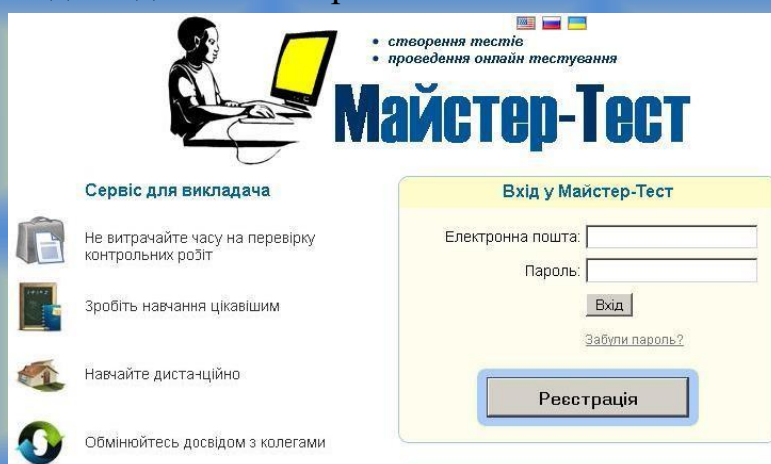 • створення тестів
• проведення онлайн тестування
Майстер-Тест
Сервіс для викладача
Не витрачайте часу на перевірку
контрольних робіт
Зробіть навчання цікавішим
Навчайте дистанційно
Обмінюйтесь досвідом з колегами
Вхід у Майстер-Тест
Електронна пошта:
Пароль:
Вхід
Забули пароль?
Реєстрація